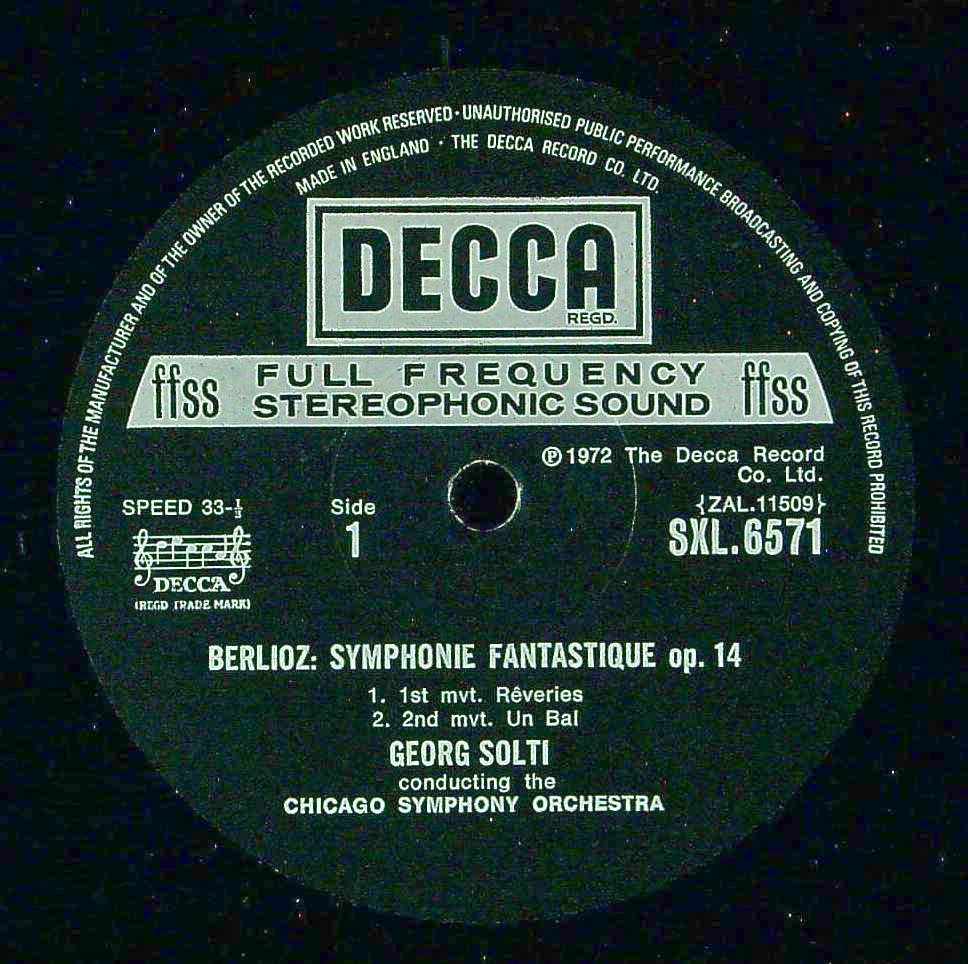 ALL RIGHTS OF THE MANUFACTURER AND OF THE OWNER OF THE RECORDED WORK RESERVED · UNAUTHORISED PUBLIC PERFORMANCE BROADCASTING AND COPYING OF THIS RECORD PROHIBITED
MADE IN ENGLAND · THE DECCA RECORD CO. LTD.
DECCA
REGD.
ffss FULL FREQUENCY STEREOPHONIC SOUND ffss
℗ 1972 The Decca Record
Co. Ltd.
SPEED 33-⅓
Side
1
{ZAL.11509}
SXL.6571
DECCA
(REGD TRADE MARK)
BERLIOZ: SYMPHONIE FANTASTIQUE op. 14
1. 1st mvt. Rêveries
2. 2nd mvt. Un Bal
GEORG SOLTI
conducting the
CHICAGO SYMPHONY ORCHESTRA